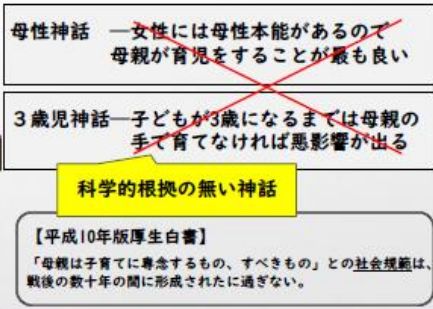 母性神話 ―女性には母性本能があるので
母親が育児をすることが最も良い
3歳児神話―子どもが3歳になるまでは母親の
手で育てなければ悪影響が出る
科学的根拠の無い神話
【平成10年版厚生白書】
「母親は子育てに専念するもの、すべきもの」との社会規範は、
戦後の数十年の間に形成されたに過ぎない。